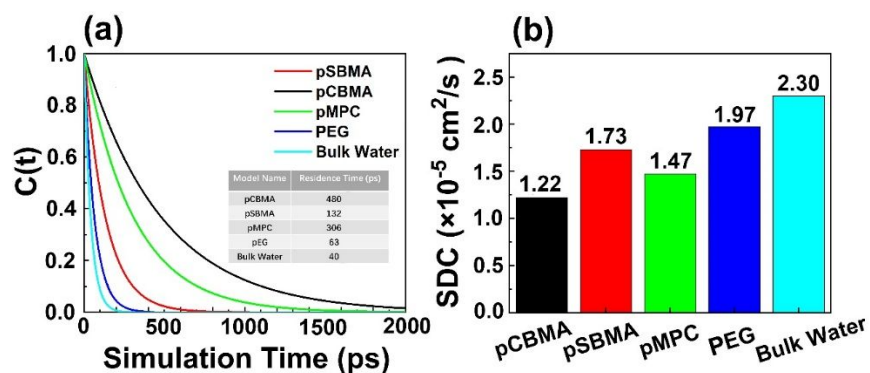 (a)
C(t)
1.0
0.8
0.6
0.4
0.2
0.0
pSBMA
pCBMA
pMPC
PEG
Bulk Water
Model Name Residence Time (ps)
pCBMA 480
pSBMA 132
pMPC 306
pEG 63
Bulk Water 40
0 500 1000 1500 2000
Simulation Time (ps)
(b)
SDC (×10⁻⁵ cm²/s)
2.5
2.0
1.5
1.0
0.5
0.0
1.22
1.73
1.47
1.97
2.30
pCBMA
pSBMA
pMPC
PEG
Bulk Water